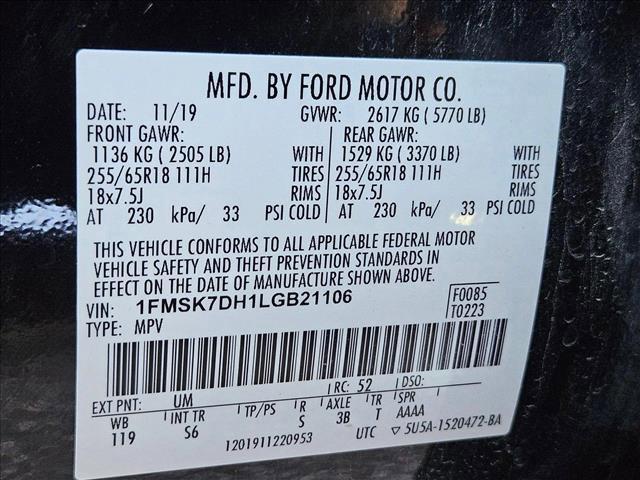 MFD. BY FORD MOTOR CO.
DATE: 11/19 GVWR: 2617 KG ( 5770 LB)
FRONT GAWR: REAR GAWR:
1136 KG ( 2505 LB) WITH 1529 KG ( 3370 LB) WITH
255/65R18 111H TIRES 255/65R18 111H TIRES
18x7.5J RIMS 18x7.5J RIMS
AT 230 kPa/ 33 PSI COLD AT 230 kPa/ 33 PSI COLD
THIS VEHICLE CONFORMS TO ALL APPLICABLE FEDERAL MOTOR
VEHICLE SAFETY AND THEFT PREVENTION STANDARDS IN
EFFECT ON THE DATE OF MANUFACTURE SHOWN ABOVE.
VIN: 1FMSK7DH1LGB21106 F0085
TYPE: MPV T0223
EXT PNT: UM RC: 52 DSO:
WB INT TR TP/PS R AXLE TR SPR
119 S6 S 3B T AAAA
1201911220953 UTC ▽ 5U5A-1520472-BA